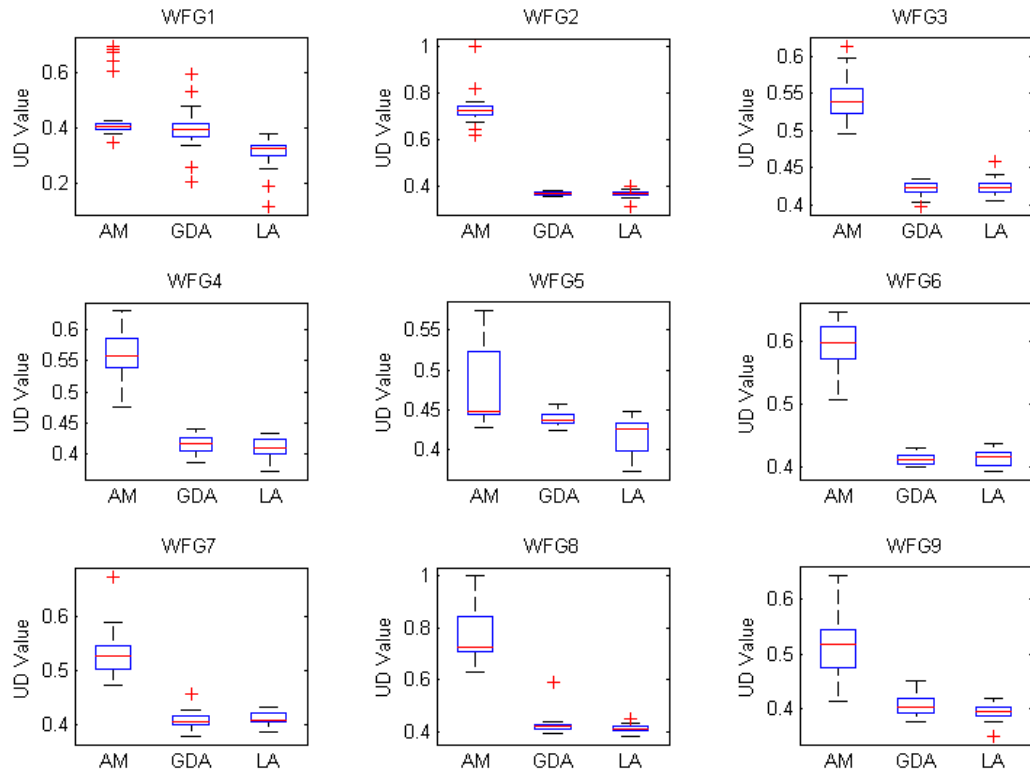 WFG1
0.6
0.4
0.2
UD Value
AM GDA LA
WFG2
1
0.8
0.6
0.4
UD Value
AM GDA LA
WFG3
0.6
0.55
0.5
0.45
0.4
UD Value
AM GDA LA
WFG4
0.6
0.55
0.5
0.45
0.4
UD Value
AM GDA LA
WFG5
0.55
0.5
0.45
0.4
UD Value
AM GDA LA
WFG6
0.6
0.5
0.4
UD Value
AM GDA LA
WFG7
0.6
0.5
0.4
UD Value
AM GDA LA
WFG8
1
0.8
0.6
0.4
UD Value
AM GDA LA
WFG9
0.6
0.5
0.4
UD Value
AM GDA LA